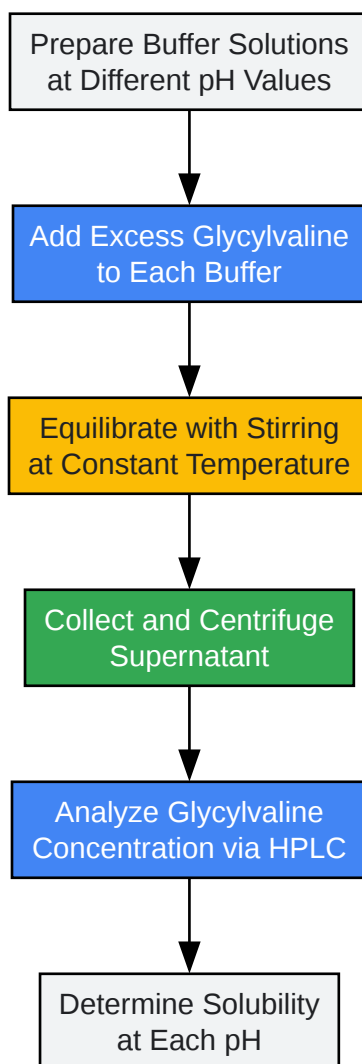 Prepare Buffer Solutions
at Different pH Values
Add Excess Glycylvaline
to Each Buffer
Equilibrate with Stirring
at Constant Temperature
Collect and Centrifuge
Supernatant
Analyze Glycylvaline
Concentration via HPLC
Determine Solubility
at Each pH